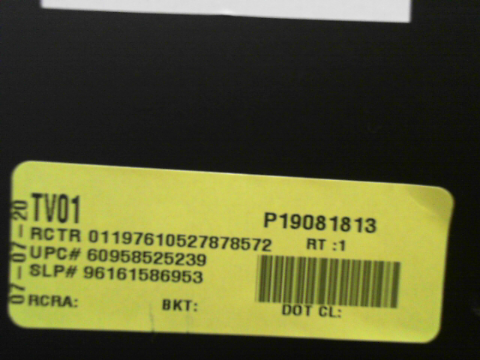 07-07-20
TV01
P19081813
RCTR 01197610527878572 RT :1
UPC# 60958525239
SLP# 96161586953
RCRA: BKT: DOT CL: